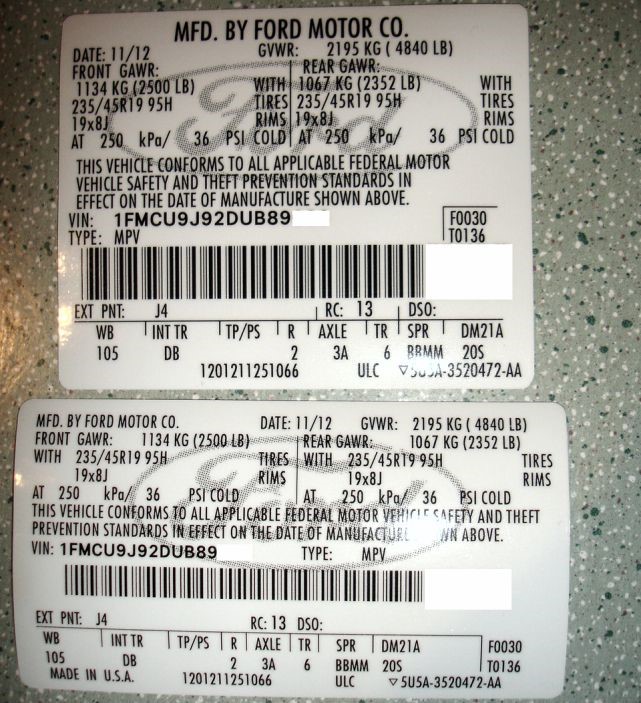 MFD. BY FORD MOTOR CO.
DATE: 11/12 GVWR: 2195 KG ( 4840 LB)
FRONT GAWR: REAR GAWR:
1134 KG (2500 LB) WITH 1067 KG (2352 LB) WITH
235/45R19 95H TIRES 235/45R19 95H TIRES
19x8J RIMS 19x8J RIMS
AT 250 kPa/ 36 PSI COLD AT 250 kPa/ 36 PSI COLD
THIS VEHICLE CONFORMS TO ALL APPLICABLE FEDERAL MOTOR
VEHICLE SAFETY AND THEFT PREVENTION STANDARDS IN
EFFECT ON THE DATE OF MANUFACTURE SHOWN ABOVE.
VIN: 1FMCU9J92DUB89 F0030
TYPE: MPV T0136
EXT PNT: J4 RC: 13 DSO:
WB INT TR TP/PS R AXLE TR SPR DM21A
105 DB 2 3A 6 BBMM 20S
1201211251066 ULC ▽5U5A-3520472-AA
Ford
MFD. BY FORD MOTOR CO. DATE: 11/12 GVWR: 2195 KG ( 4840 LB)
FRONT GAWR: 1134 KG (2500 LB) REAR GAWR: 1067 KG (2352 LB)
WITH 235/45R19 95H TIRES WITH 235/45R19 95H TIRES
19x8J RIMS 19x8J RIMS
AT 250 kPa/ 36 PSI COLD AT 250 kPa/ 36 PSI COLD
THIS VEHICLE CONFORMS TO ALL APPLICABLE FEDERAL MOTOR VEHICLE SAFETY AND THEFT
PREVENTION STANDARDS IN EFFECT ON THE DATE OF MANUFACTURE WN ABOVE.
VIN: 1FMCU9J92DUB89 TYPE: MPV
EXT PNT: J4 RC: 13 DSO:
WB INT TR TP/PS R AXLE TR SPR DM21A F0030
105 DB 2 3A 6 BBMM 20S T0136
MADE IN U.S.A. 1201211251066 ULC ▽5U5A-3520472-AA
Ford